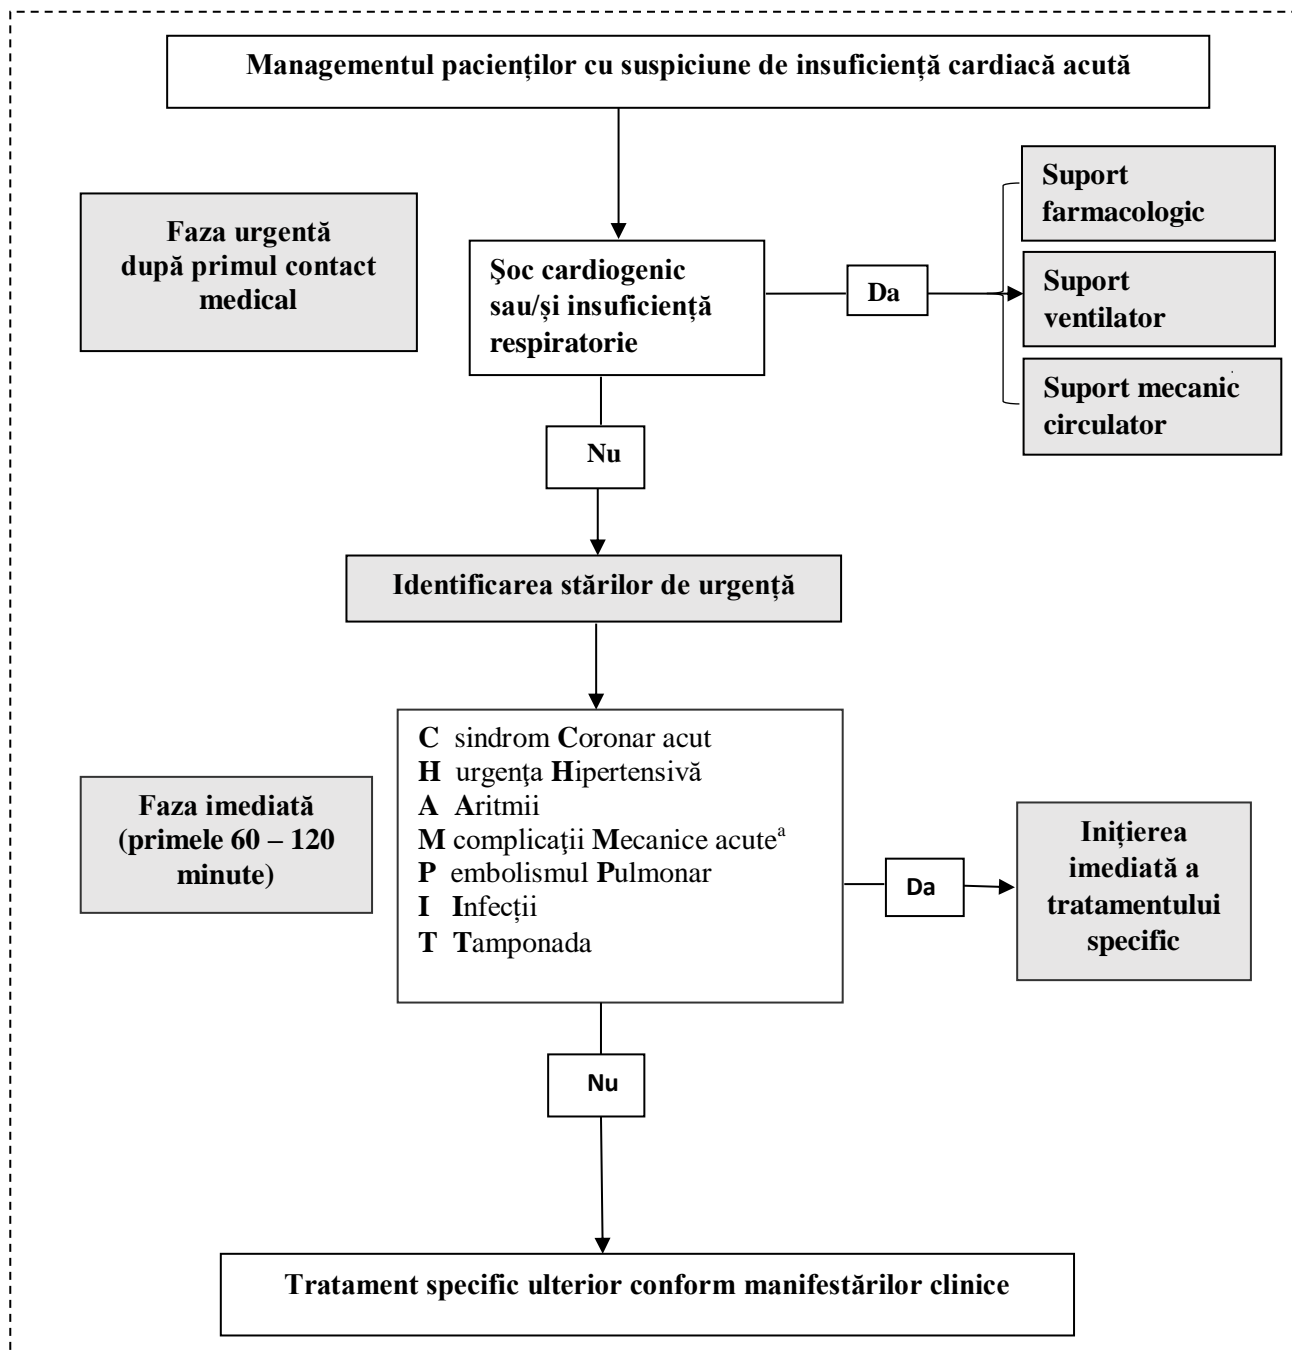 Managementul pacienților cu suspiciune de insuficiență cardiacă acută
Faza urgentă
după primul contact
medical
Şoc cardiogenic
sau/și insuficiență
respiratorie
Da
Suport
farmacologic
Suport
ventilator
Suport mecanic
circulator
Nu
Identificarea stărilor de urgență
Faza imediată
(primele 60 – 120
minute)
C sindrom Coronar acut
H urgenţa Hipertensivă
A Aritmii
M complicaţii Mecanice acuteᵃ
P embolismul Pulmonar
I Infecții
T Tamponada
Da
Inițierea
imediată a
tratamentului
specific
Nu
Tratament specific ulterior conform manifestărilor clinice